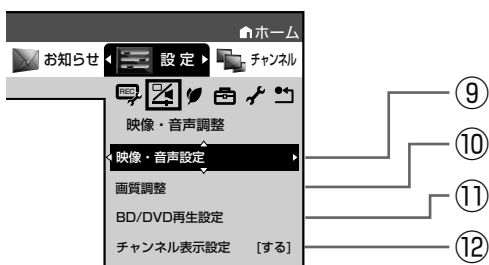 ホーム
お知らせ 設定 チャンネル
REC
映像・音声調整
映像・音声設定 ⑨
画質調整 ⑩
BD/DVD再生設定 ⑪
チャンネル表示設定 [する] ⑫